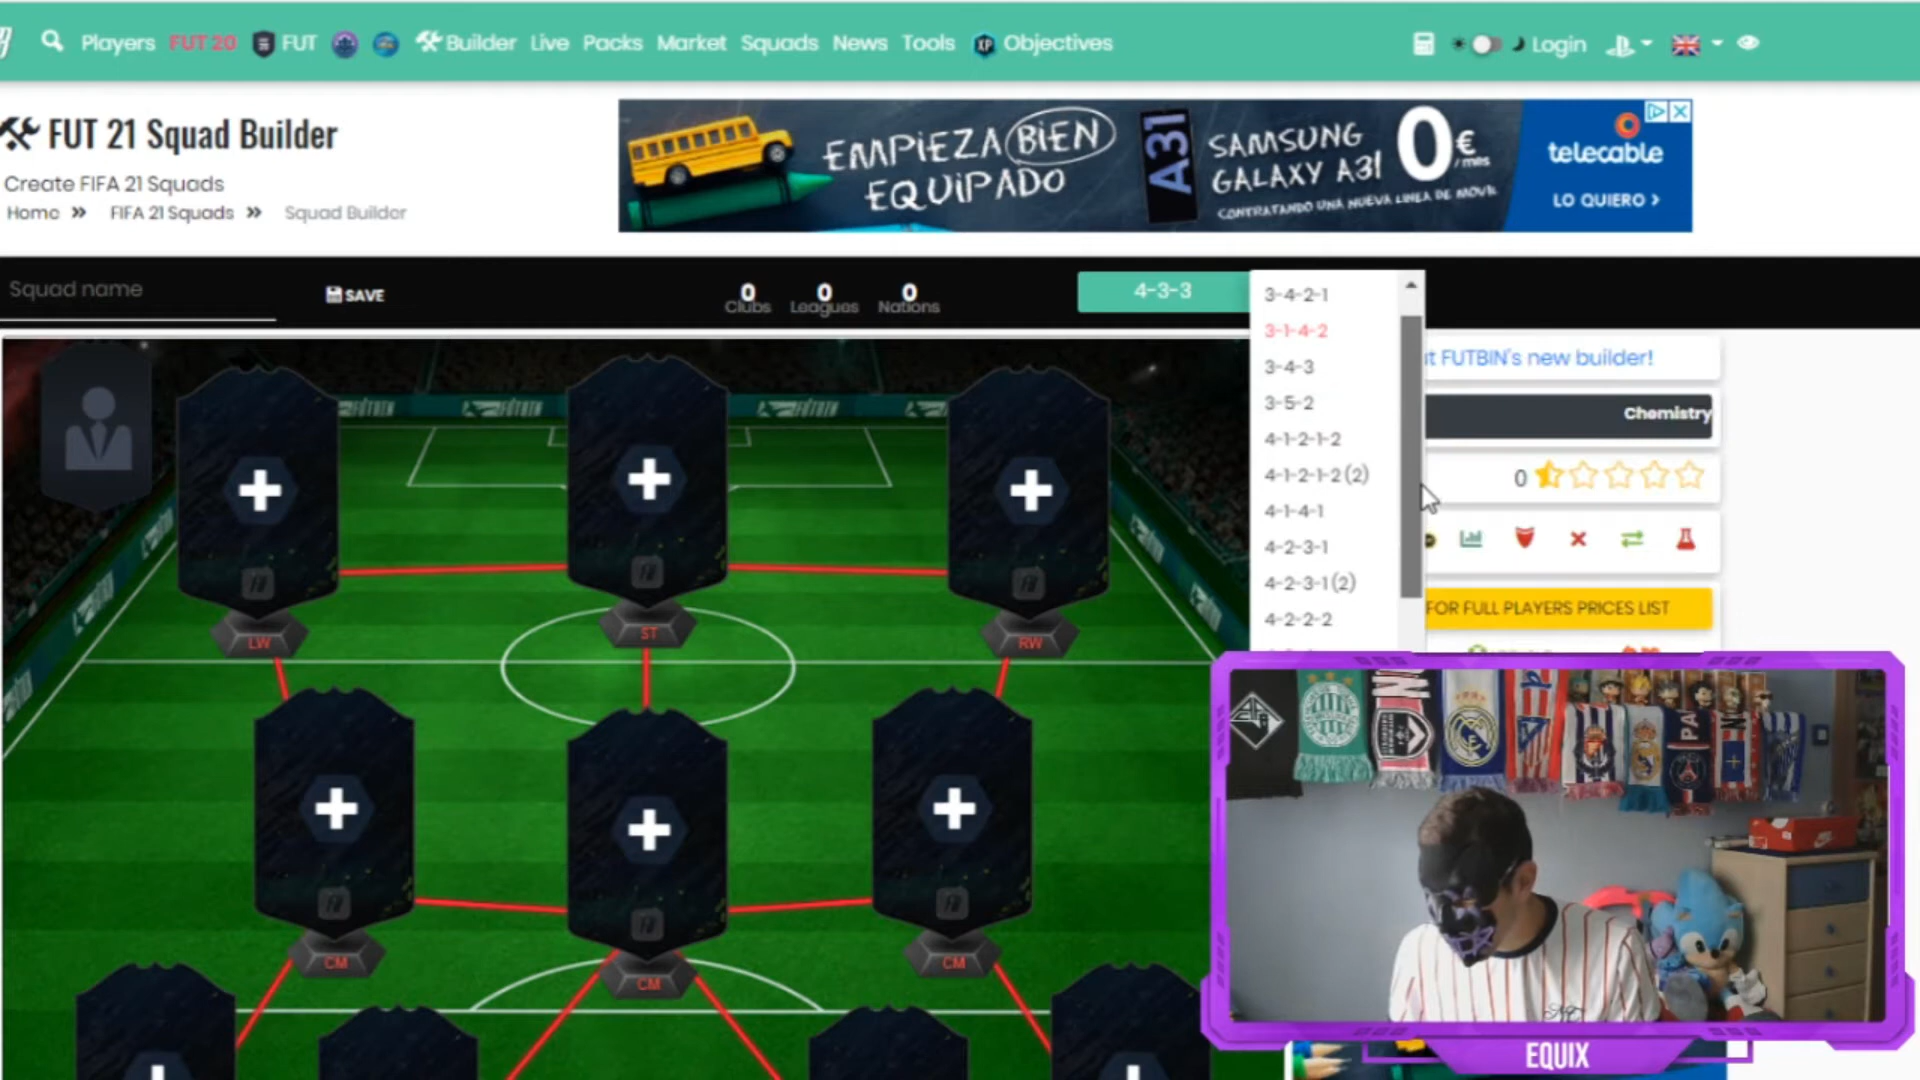 Players FUT 20 FUT Builder Live Packs Market Squads News Tools XP Objectives Login
FUT 21 Squad Builder
Create FIFA 21 Squads
Home » FIFA 21 Squads » Squad Builder
EMPIEZA BIEN
EQUIPADO
A31
SAMSUNG
GALAXY A31
0€
/mes
CONTRATANDO UNA NUEVA LINEA DE MOVIL
telecable
LO QUIERO >
Squad name
SAVE
0 Clubs
0 Leagues
0 Nations
4-3-3
3-4-2-1
3-1-4-2
3-4-3
3-5-2
4-1-2-1-2
4-1-2-1-2 (2)
4-1-4-1
4-2-3-1
4-2-3-1 (2)
4-2-2-2
t FUTBIN's new builder!
Chemistry
0
FOR FULL PLAYERS PRICES LIST
FUTBIN
FUTBIN
FUTBIN
LW
ST
RW
CM
CM
CM
PA
EQUIX